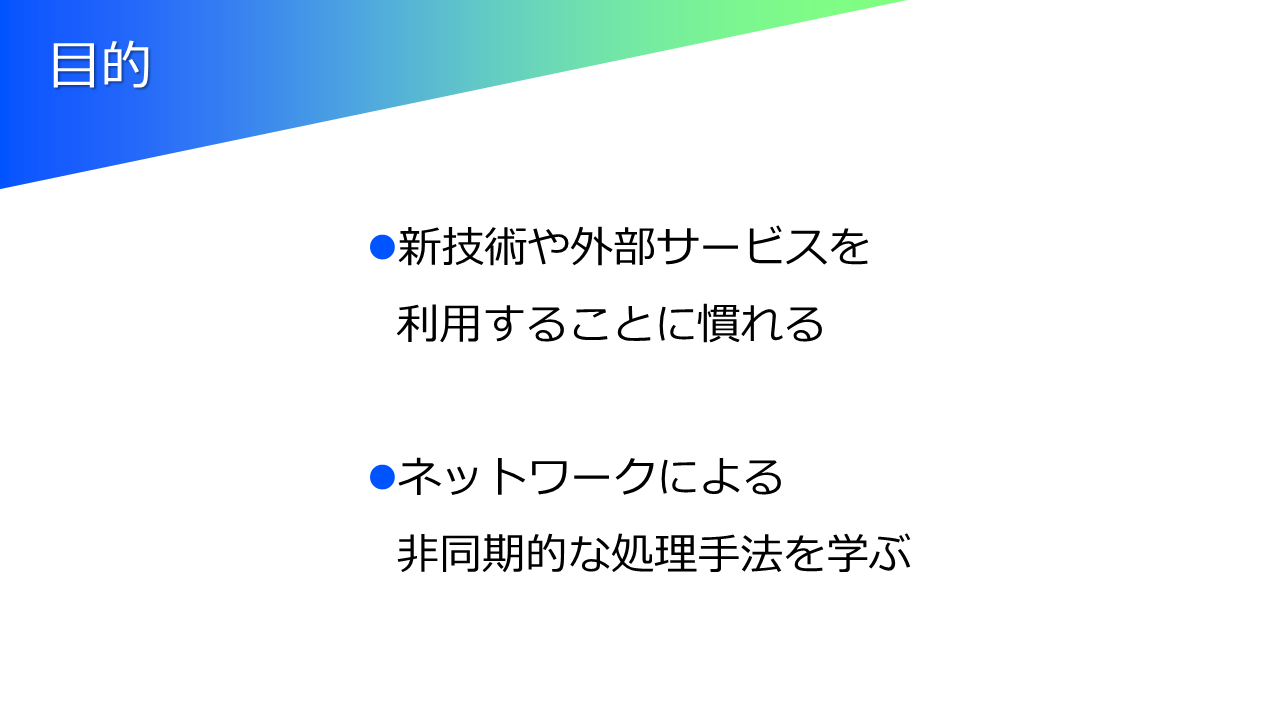 目的
●新技術や外部サービスを
利用することに慣れる
●ネットワークによる
非同期的な処理手法を学ぶ